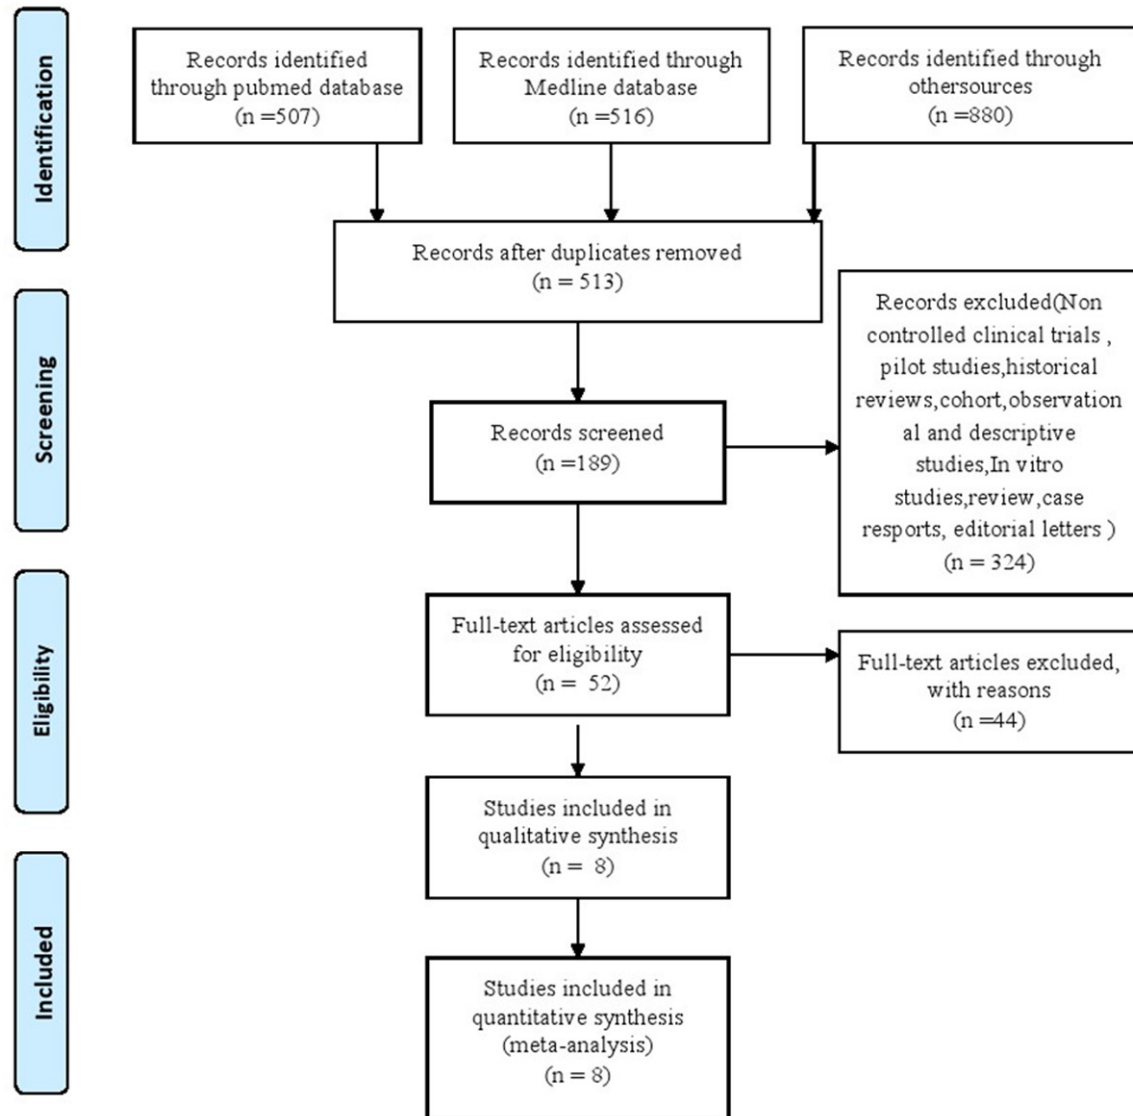 Identification
Records identified
through pubmed database
(n =507)
Records identified through
Medline database
(n =516)
Records identified through
othersources
(n =880)
Records after duplicates removed
(n = 513)
Screening
Records screened
(n =189)
Records excluded(Non
controlled clinical trials ,
pilot studies,historical
reviews,cohort,observation
al and descriptive
studies,In vitro
studies,review,case
resports, editorial letters )
(n = 324)
Eligibility
Full-text articles assessed
for eligibility
(n = 52)
Full-text articles excluded,
with reasons
(n =44)
Studies included in
qualitative synthesis
(n = 8)
Included
Studies included in
quantitative synthesis
(meta-analysis)
(n = 8)